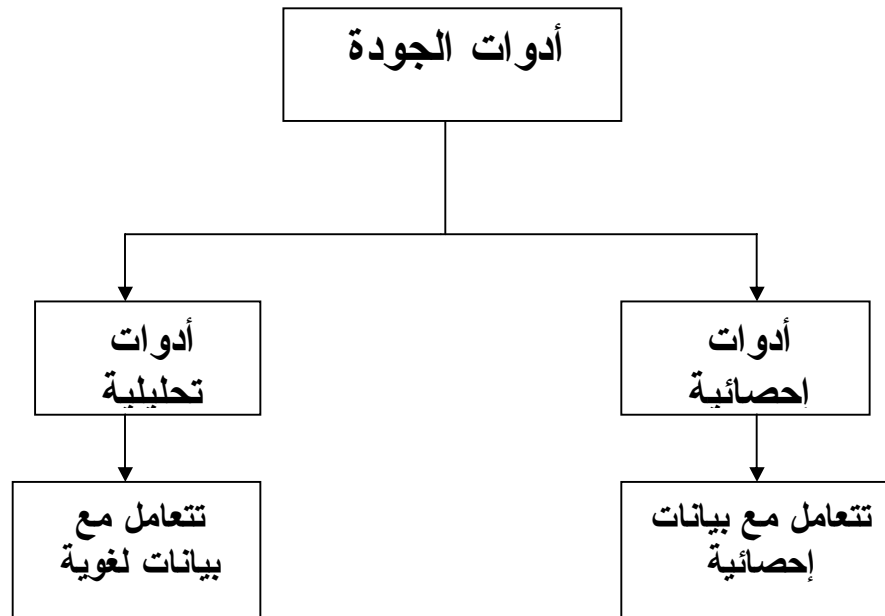 أدوات الجودة
أدوات
إحصائية
أدوات
تحليلية
تتعامل مع بيانات
إحصائية
تتعامل مع
بيانات لغوية